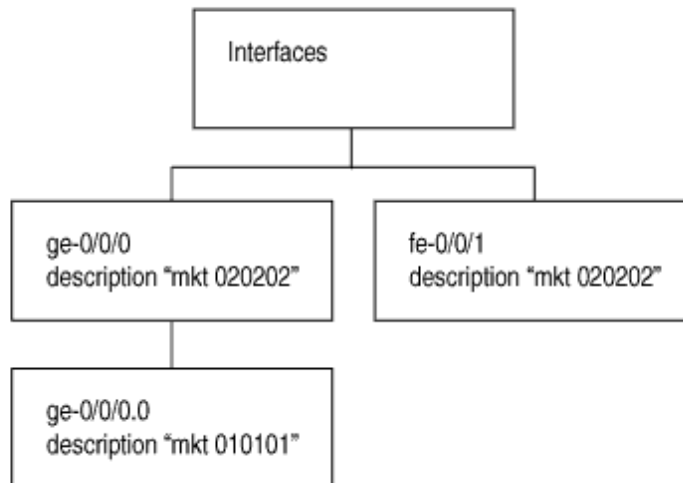 Interfaces
ge-0/0/0
description “mkt 020202”
fe-0/0/1
description “mkt 020202”
ge-0/0/0.0
description “mkt 010101”